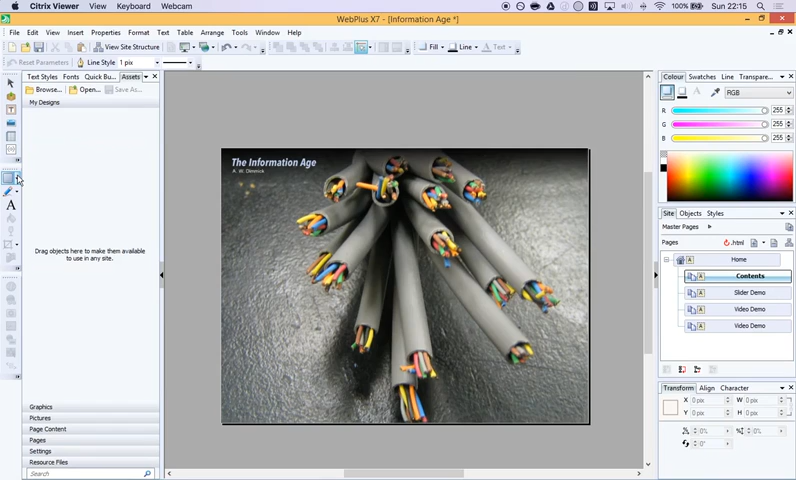 Citrix Viewer View Keyboard Webcam 100% Sun 22:15
WebPlus X7 - [Information Age *]
File Edit View Insert Properties Format Text Table Arrange Tools Window Help
View Site Structure Fill Line Text
Reset Parameters Line Style 1 pix
Text Styles Fonts Quick Bu... Assets
Browse... Open... Save As...
My Designs
Drag objects here to make them available
to use in any site.
Graphics
Pictures
Page Content
Pages
Settings
Resource Files
Search
The Information Age
A. W. Dimmick
Colour Swatches Line Transparenc
RGB
R 255
G 255
B 255
Site Objects Styles
Master Pages
Pages .html
Home
Contents
Slider Demo
Video Demo
Video Demo
Transform Align Character
X 0 pix W 0 pix
Y 0 pix H 0 pix
0% 0%
0°